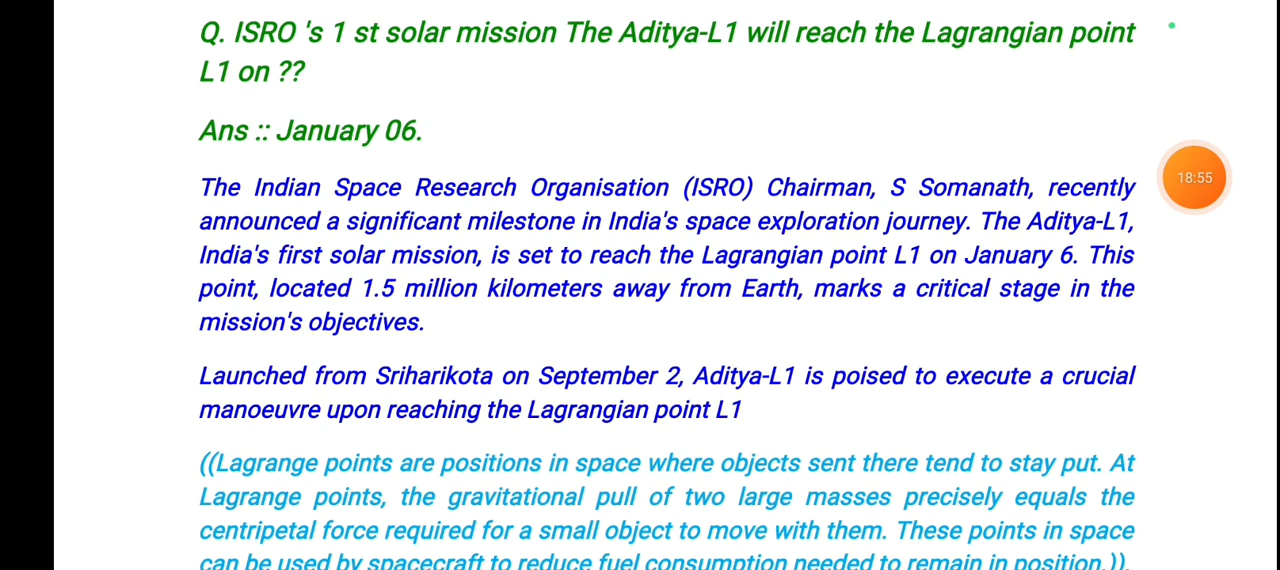 Q. ISRO 's 1 st solar mission The Aditya-L1 will reach the Lagrangian point
L1 on ??
Ans :: January 06.
The Indian Space Research Organisation (ISRO) Chairman, S Somanath, recently
18:55
announced a significant milestone in India's space exploration journey. The Aditya-L1,
India's first solar mission, is set to reach the Lagrangian point L1 on January 6. This
point, located 1.5 million kilometers away from Earth, marks a critical stage in the
mission's objectives.
Launched from Sriharikota on September 2, Aditya-L1 is poised to execute a crucial
manoeuvre upon reaching the Lagrangian point L1
((Lagrange points are positions in space where objects sent there tend to stay put. At
Lagrange points, the gravitational pull of two large masses precisely equals the
centripetal force required for a small object to move with them. These points in space
can be used by spacecraft to reduce fuel consumption needed to remain in position.)).